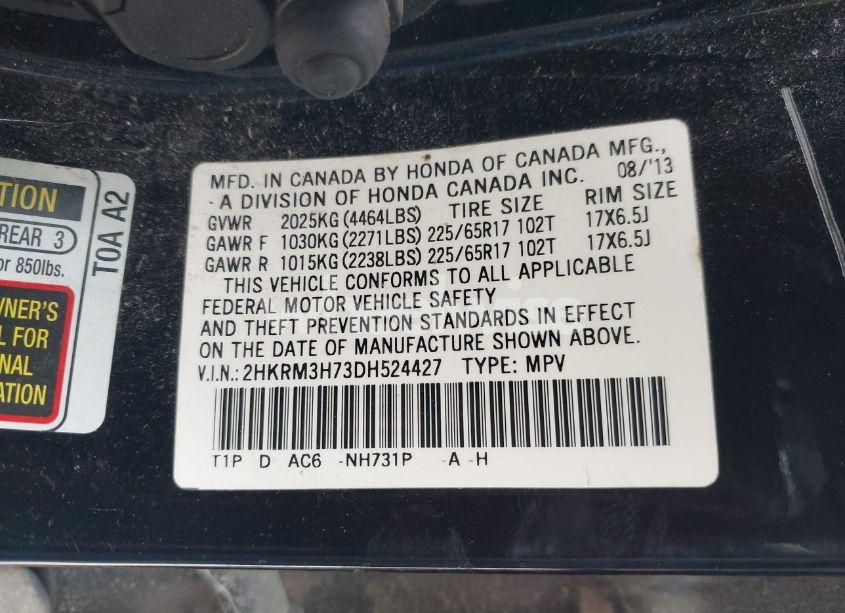 TION
REAR 3
or 850lbs.
WNER'S
L FOR
NAL
ATION
TOA A2
MFD. IN CANADA BY HONDA OF CANADA MFG.,
- A DIVISION OF HONDA CANADA INC. 08/'13
GVWR 2025KG (4464LBS) TIRE SIZE RIM SIZE
GAWR F 1030KG (2271LBS) 225/65R17 102T 17X6.5J
GAWR R 1015KG (2238LBS) 225/65R17 102T 17X6.5J
THIS VEHICLE CONFORMS TO ALL APPLICABLE
FEDERAL MOTOR VEHICLE SAFETY
AND THEFT PREVENTION STANDARDS IN EFFECT
ON THE DATE OF MANUFACTURE SHOWN ABOVE.
V.I.N.: 2HKRM3H73DH524427 TYPE: MPV
T1P D AC6 -NH731P -A -H